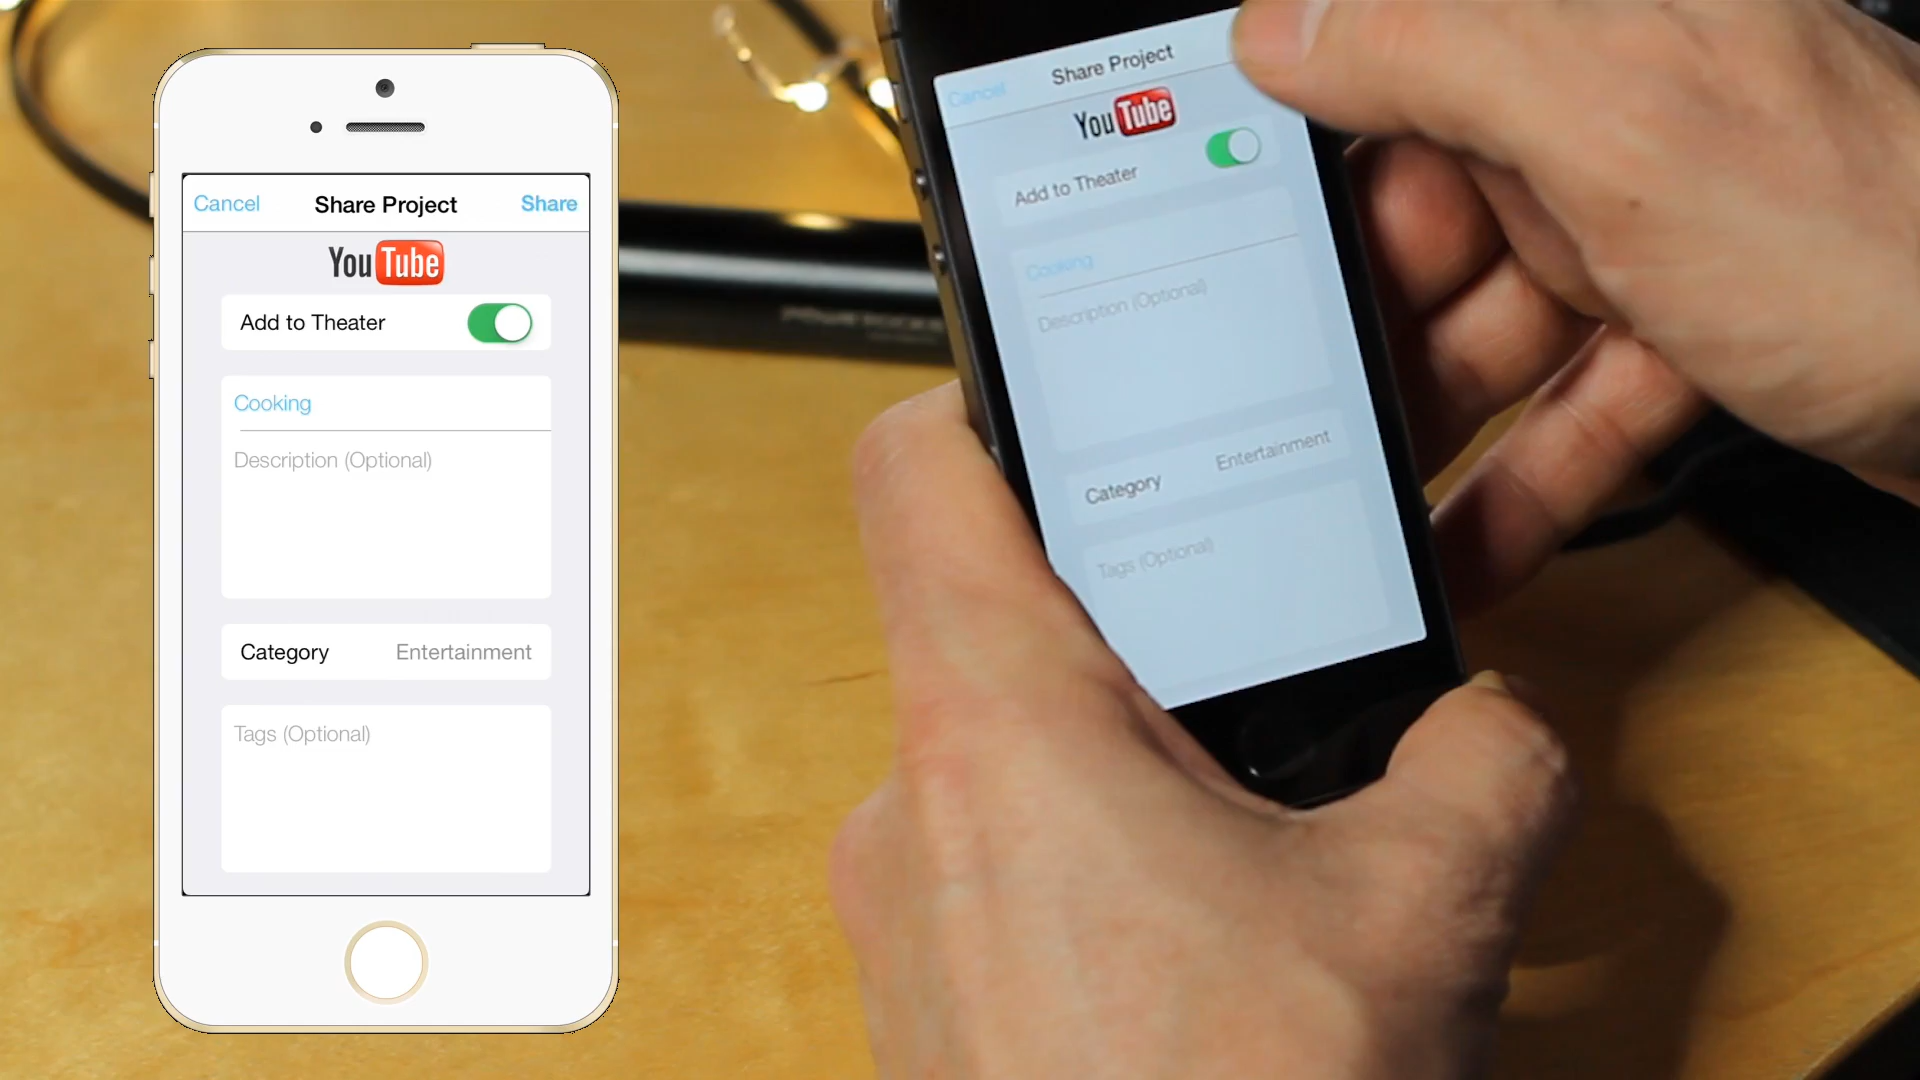 Cancel Share Project Share
YouTube
Add to Theater
Cooking
Description (Optional)
Category Entertainment
Tags (Optional)
Cancel Share Project
YouTube
Add to Theater
Cooking
Description (Optional)
Category Entertainment
Tags (Optional)